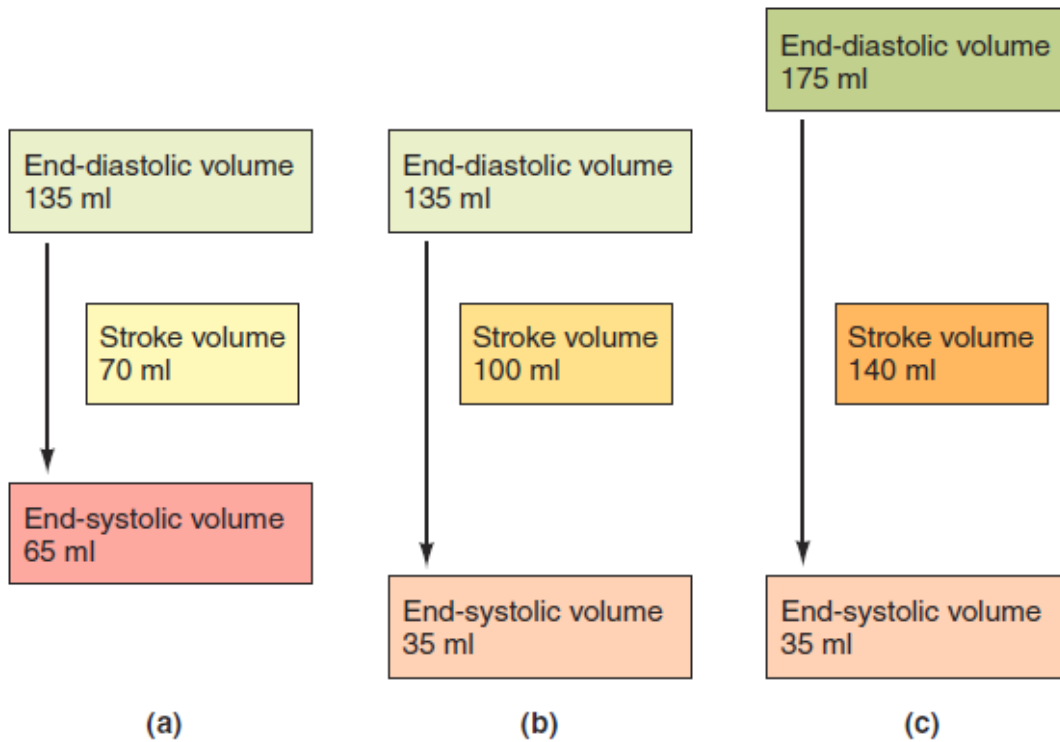 End-diastolic volume
135 ml
Stroke volume
70 ml
End-systolic volume
65 ml
(a)
End-diastolic volume
135 ml
Stroke volume
100 ml
End-systolic volume
35 ml
(b)
End-diastolic volume
175 ml
Stroke volume
140 ml
End-systolic volume
35 ml
(c)